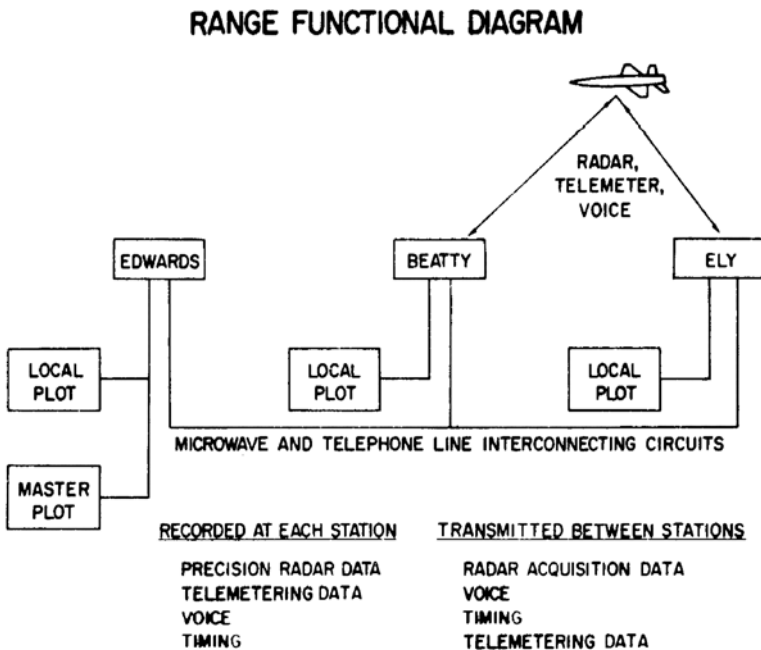 RANGE FUNCTIONAL DIAGRAM
RADAR,
TELEMETER,
VOICE
EDWARDS
BEATTY
ELY
LOCAL
PLOT
LOCAL
PLOT
LOCAL
PLOT
MICROWAVE AND TELEPHONE LINE INTERCONNECTING CIRCUITS
MASTER
PLOT
RECORDED AT EACH STATION
PRECISION RADAR DATA
TELEMETERING DATA
VOICE
TIMING
TRANSMITTED BETWEEN STATIONS
RADAR ACQUISITION DATA
VOICE
TIMING
TELEMETERING DATA